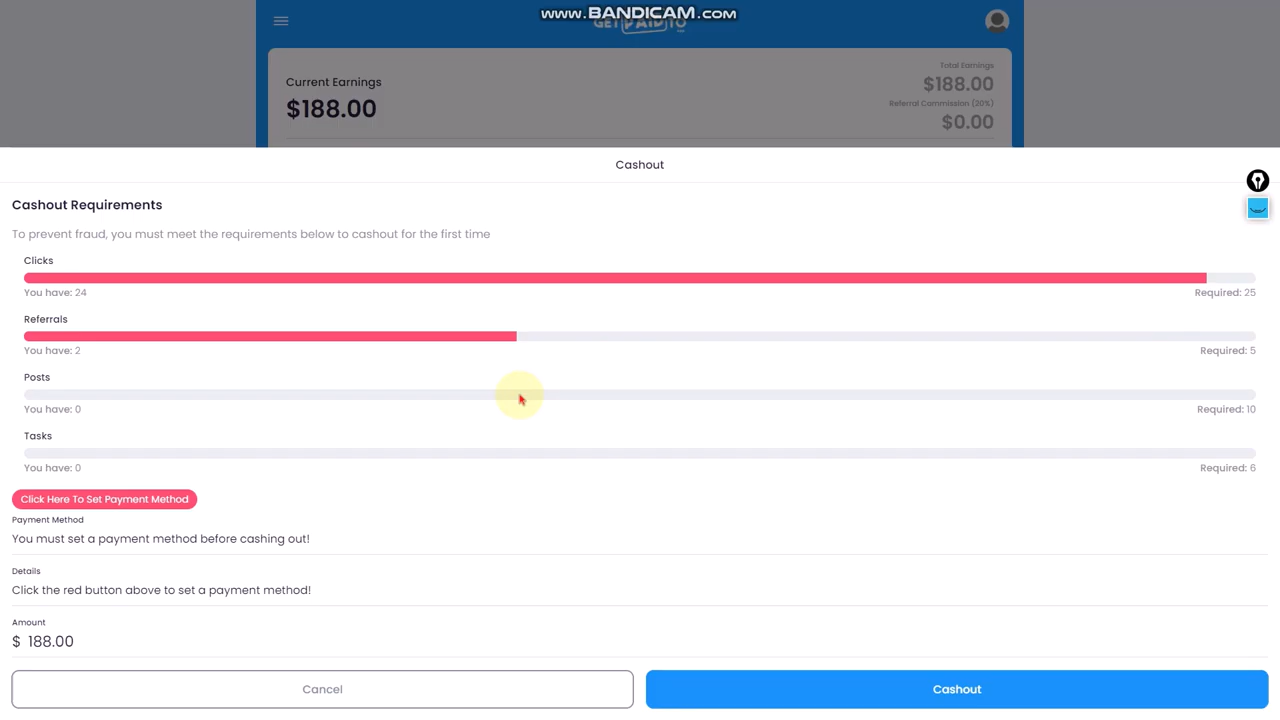 www.BANDICAM.com
GET PAID TO
Current Earnings
$188.00
Total Earnings
$188.00
Referral Commission (20%)
$0.00
Cashout
Cashout Requirements
To prevent fraud, you must meet the requirements below to cashout for the first time
Clicks
You have: 24
Required: 25
Referrals
You have: 2
Required: 5
Posts
You have: 0
Required: 10
Tasks
You have: 0
Required: 6
Click Here To Set Payment Method
Payment Method
You must set a payment method before cashing out!
Details
Click the red button above to set a payment method!
Amount
$ 188.00
Cancel
Cashout